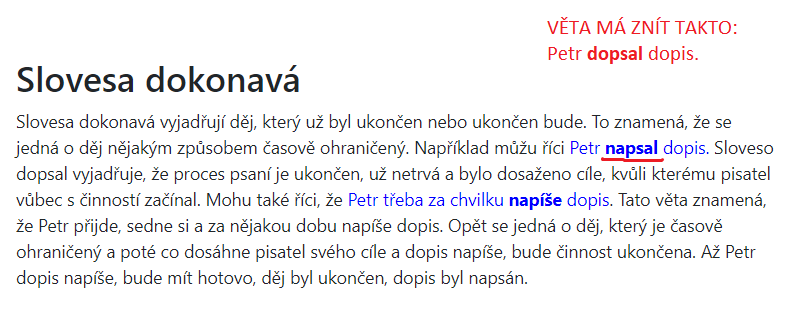 VĚTA MÁ ZNÍT TAKTO:
Petr dopsal dopis.
Slovesa dokonavá
Slovesa dokonavá vyjadřují děj, který už byl ukončen nebo ukončen bude. To znamená, že se
jedná o děj nějakým způsobem časově ohraničený. Například můžu říci Petr napsal dopis. Sloveso
dopsal vyjadřuje, že proces psaní je ukončen, už netrvá a bylo dosaženo cíle, kvůli kterému pisatel
vůbec s činností začínal. Mohu také říci, že Petr třeba za chvilku napíše dopis. Tato věta znamená,
že Petr přijde, sedne si a za nějakou dobu napíše dopis. Opět se jedná o děj, který je časově
ohraničený a poté co dosáhne pisatel svého cíle a dopis napíše, bude činnost ukončena. Až Petr
dopis napíše, bude mít hotovo, děj byl ukončen, dopis byl napsán.